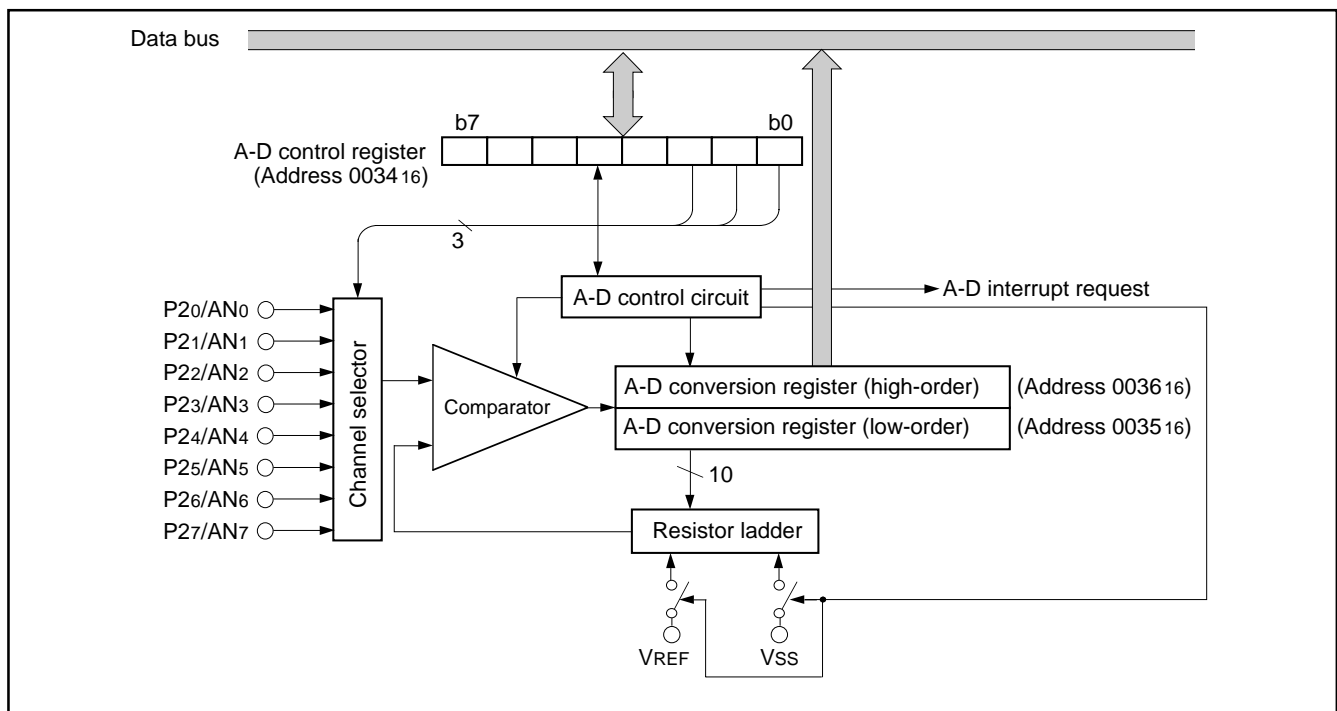 Data bus
b7 b0
A-D control register
(Address 003416)
3
A-D control circuit
A-D interrupt request
P20/AN0
P21/AN1
P22/AN2
P23/AN3
P24/AN4
P25/AN5
P26/AN6
P27/AN7
Channel selector
Comparator
A-D conversion register (high-order) (Address 003616)
A-D conversion register (low-order) (Address 003516)
10
Resistor ladder
VREF VSS